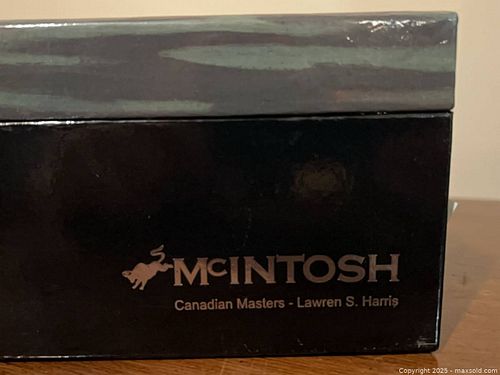 McINTOSH
Canadian Masters - Lawren S. Harris
Copyright © 2025 - maxsold.com